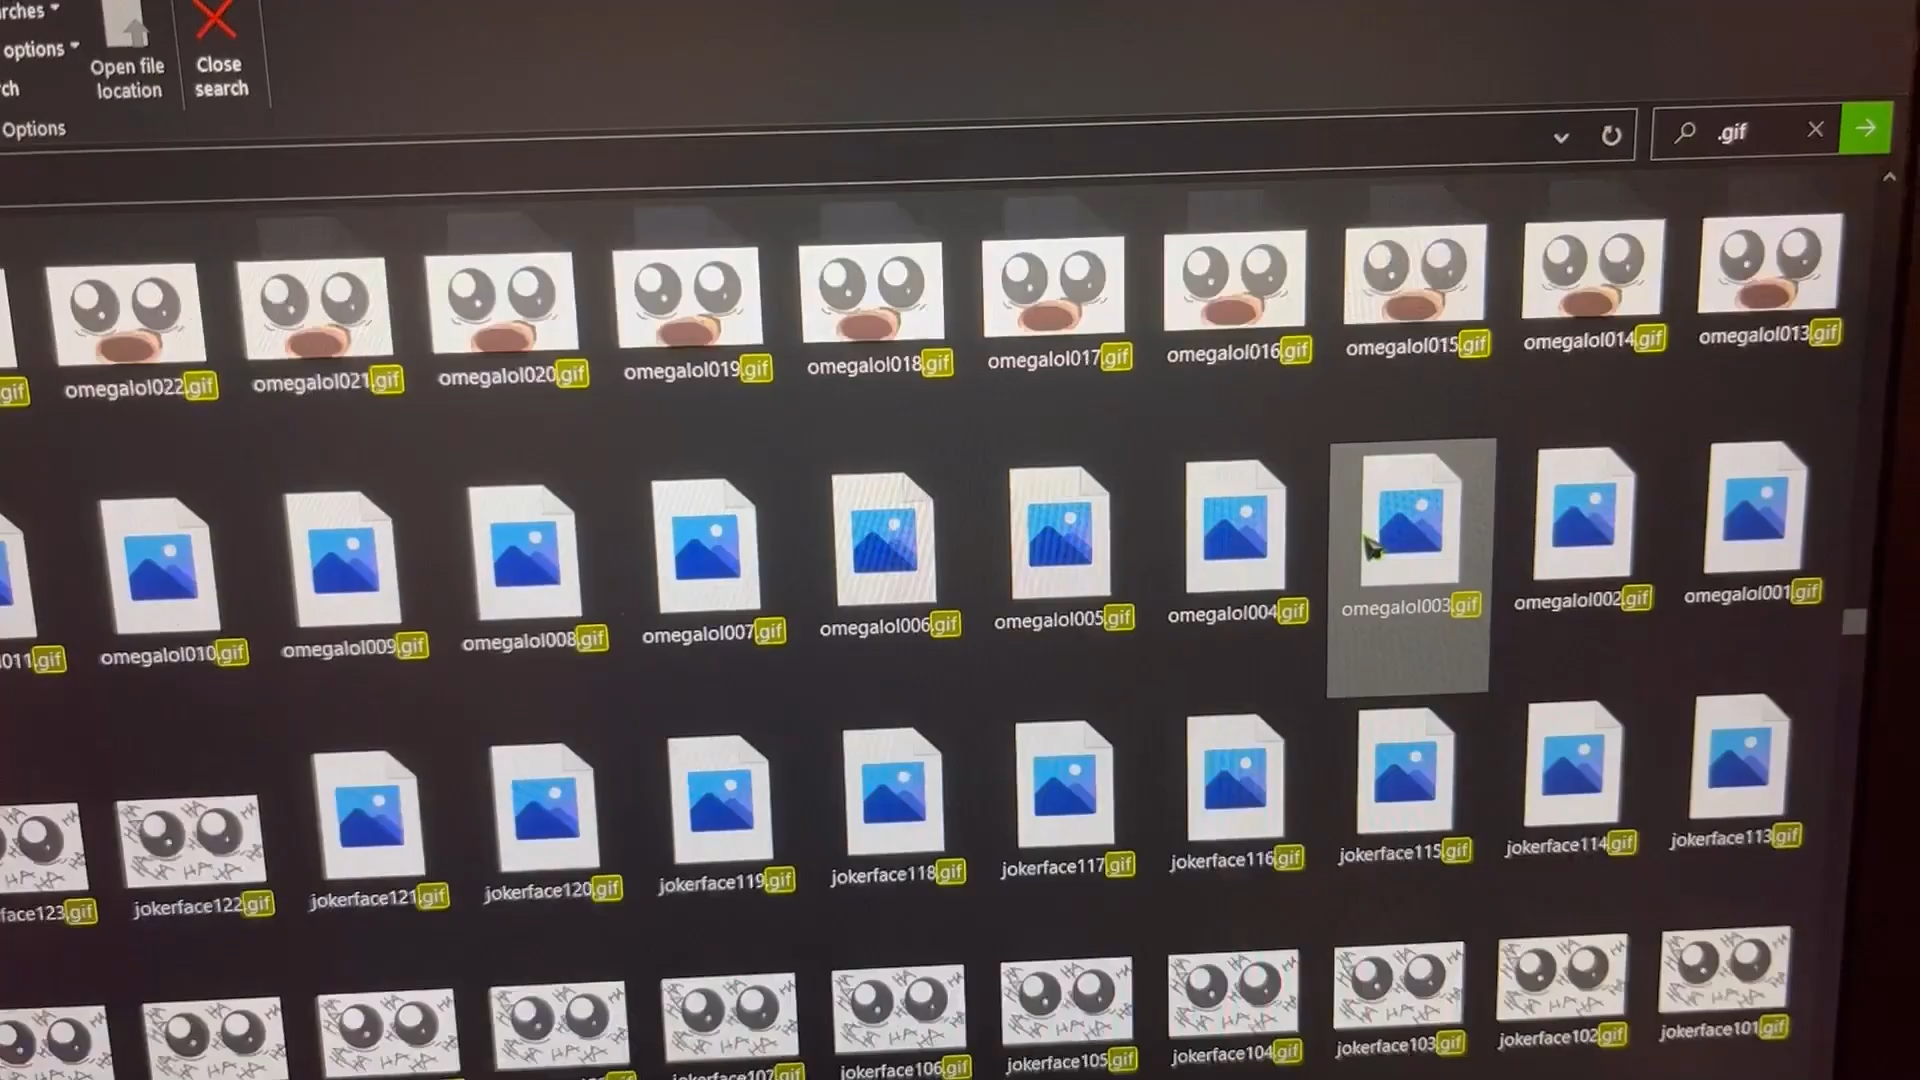 rches
options
Open file
location
Close
search
ch
Options
.gif
.gif
omegalol022.gif
omegalol021.gif
omegalol020.gif
omegalol019.gif
omegalol018.gif
omegalol017.gif
omegalol016.gif
omegalol015.gif
omegalol014.gif
omegalol013.gif
011.gif
omegalol010.gif
omegalol009.gif
omegalol008.gif
omegalol007.gif
omegalol006.gif
omegalol005.gif
omegalol004.gif
omegalol003.gif
omegalol002.gif
omegalol001.gif
face123.gif
jokerface122.gif
jokerface121.gif
jokerface120.gif
jokerface119.gif
jokerface118.gif
jokerface117.gif
jokerface116.gif
jokerface115.gif
jokerface114.gif
jokerface113.gif
jokerface107.gif
jokerface106.gif
jokerface105.gif
jokerface104.gif
jokerface103.gif
jokerface102.gif
jokerface101.gif